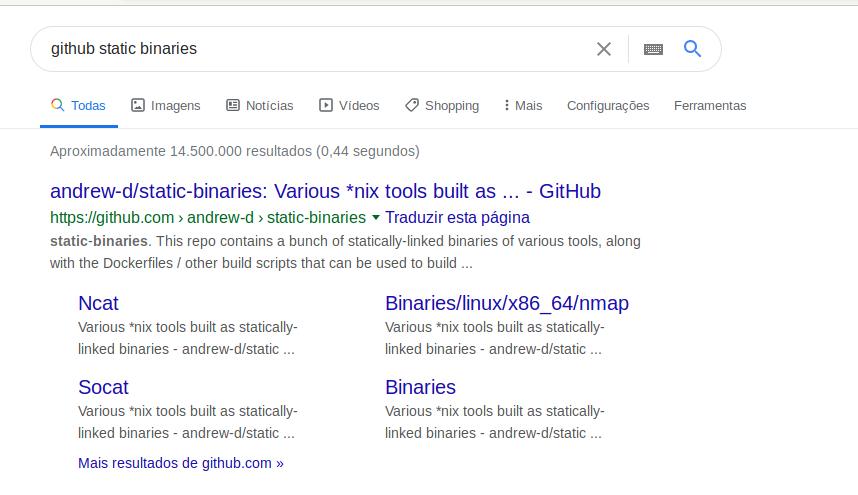 github static binaries
Todas Imagens Notícias Vídeos Shopping Mais Configurações Ferramentas
Aproximadamente 14.500.000 resultados (0,44 segundos)
andrew-d/static-binaries: Various *nix tools built as ... - GitHub
https://github.com › andrew-d › static-binaries Traduzir esta página
static-binaries. This repo contains a bunch of statically-linked binaries of various tools, along
with the Dockerfiles / other build scripts that can be used to build ...
Ncat
Various *nix tools built as statically-
linked binaries - andrew-d/static ...
Binaries/linux/x86_64/nmap
Various *nix tools built as statically-
linked binaries - andrew-d/static ...
Socat
Various *nix tools built as statically-
linked binaries - andrew-d/static ...
Binaries
Various *nix tools built as statically-
linked binaries - andrew-d/static ...
Mais resultados de github.com »